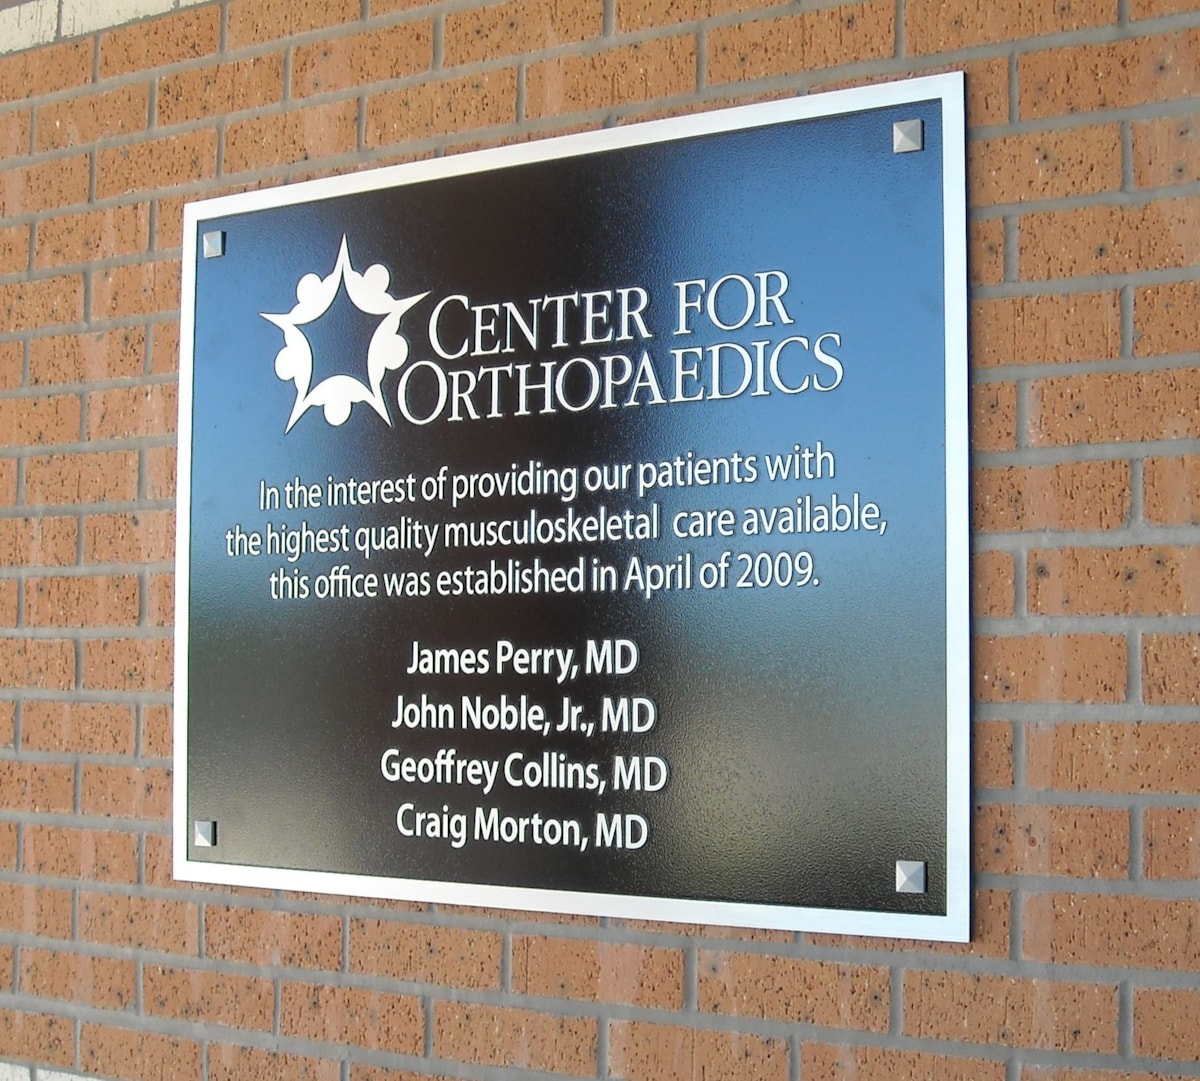 CENTER FOR
ORTHOPAEDICS
In the interest of providing our patients with
the highest quality musculoskeletal care available,
this office was established in April of 2009.
James Perry, MD
John Noble, Jr., MD
Geoffrey Collins, MD
Craig Morton, MD